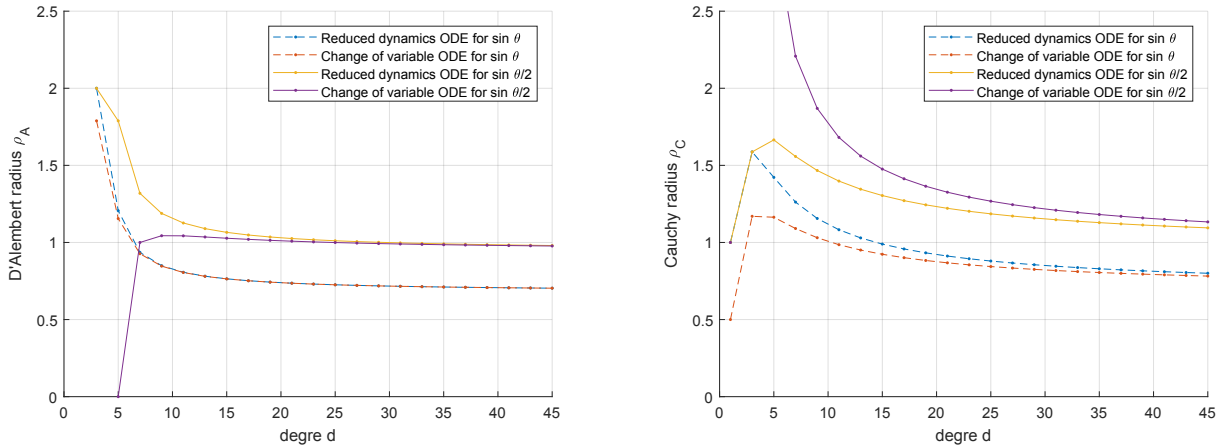 2.5
2
1.5
1
0.5
0
D'Alembert radius ρ_A
Reduced dynamics ODE for sin θ
Change of variable ODE for sin θ
Reduced dynamics ODE for sin θ/2
Change of variable ODE for sin θ/2
0 5 10 15 20 25 30 35 40 45
degre d
2.5
2
1.5
1
0.5
0
Cauchy radius ρ_C
Reduced dynamics ODE for sin θ
Change of variable ODE for sin θ
Reduced dynamics ODE for sin θ/2
Change of variable ODE for sin θ/2
0 5 10 15 20 25 30 35 40 45
degre d